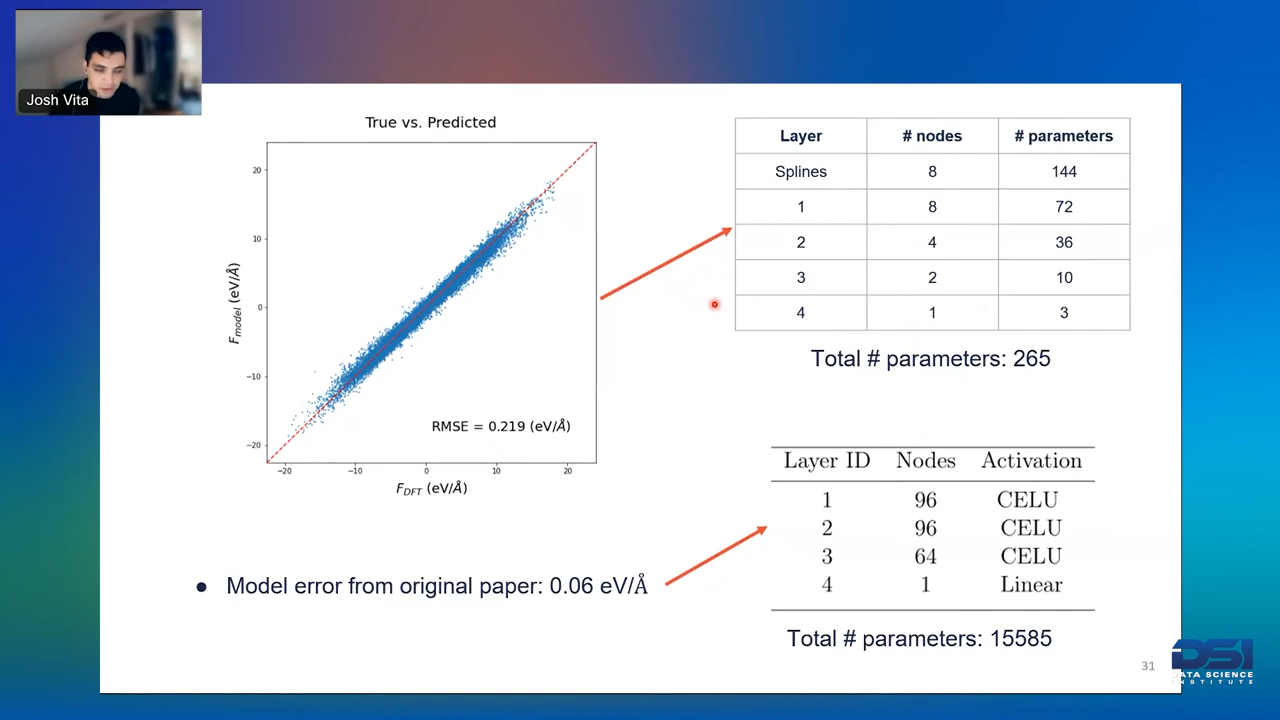 Josh Vita
True vs. Predicted
20
10
0
−10
−20
−20
−10
0
10
20
F_model (eV/Å)
F_DFT (eV/Å)
RMSE = 0.219 (eV/Å)
Layer # nodes # parameters
Splines 8 144
1 8 72
2 4 36
3 2 10
4 1 3
Total # parameters: 265
● Model error from original paper: 0.06 eV/Å
Layer ID Nodes Activation
1 96 CELU
2 96 CELU
3 64 CELU
4 1 Linear
Total # parameters: 15585
31
DSI
DATA SCIENCE
INSTITUTE